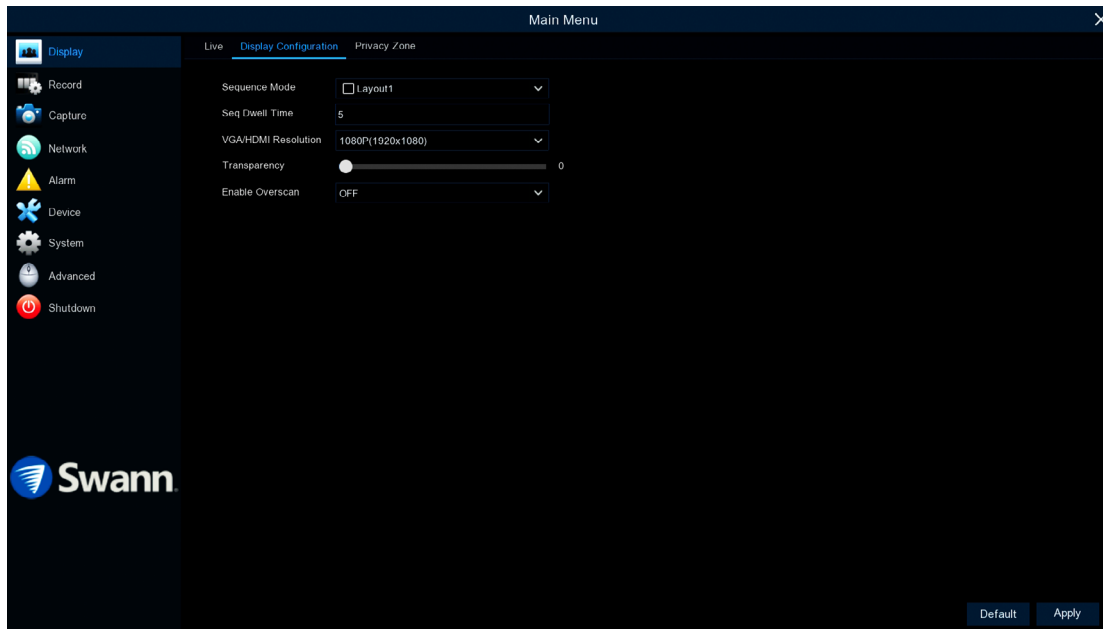 Main Menu
Display
Live Display Configuration Privacy Zone
Record
Sequence Mode Layout1
Capture
Seq Dwell Time 5
Network
VGA/HDMI Resolution 1080P(1920x1080)
Transparency 0
Alarm
Enable Overscan OFF
Device
System
Advanced
Shutdown
Swann
Default Apply